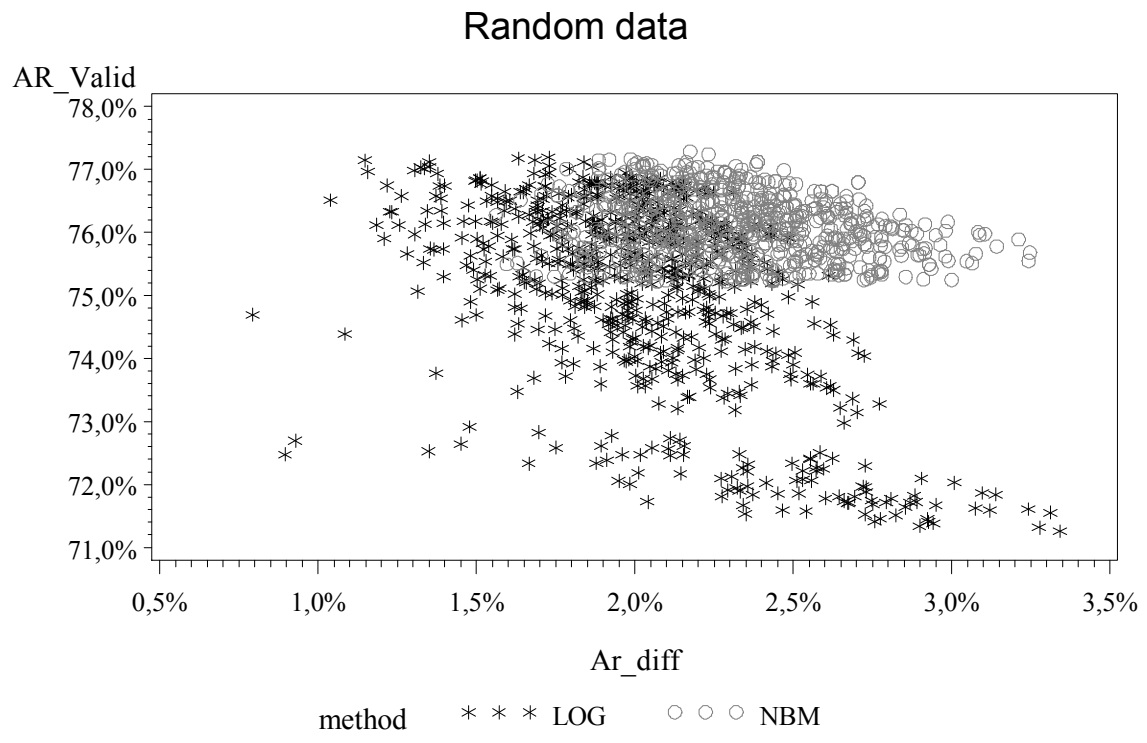 Random data
AR_Valid
78,0%
77,0%
76,0%
75,0%
74,0%
73,0%
72,0%
71,0%
0,5% 1,0% 1,5% 2,0% 2,5% 3,0% 3,5%
Ar_diff
method LOG NBM